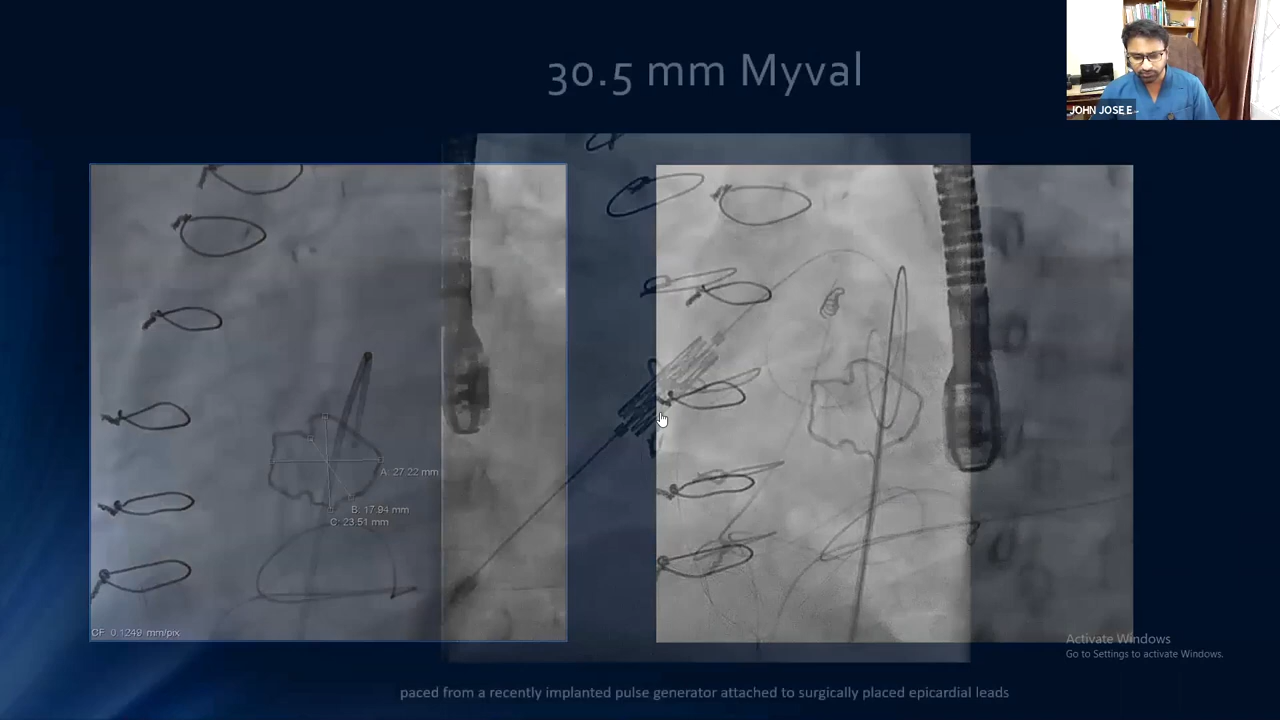 30.5 mm Myval
JOHN JOSE E
A: 27.22 mm
B: 17.94 mm
C: 23.51 mm
CF 0.1249 mm/pix
Activate Windows
Go to Settings to activate Windows.
paced from a recently implanted pulse generator attached to surgically placed epicardial leads